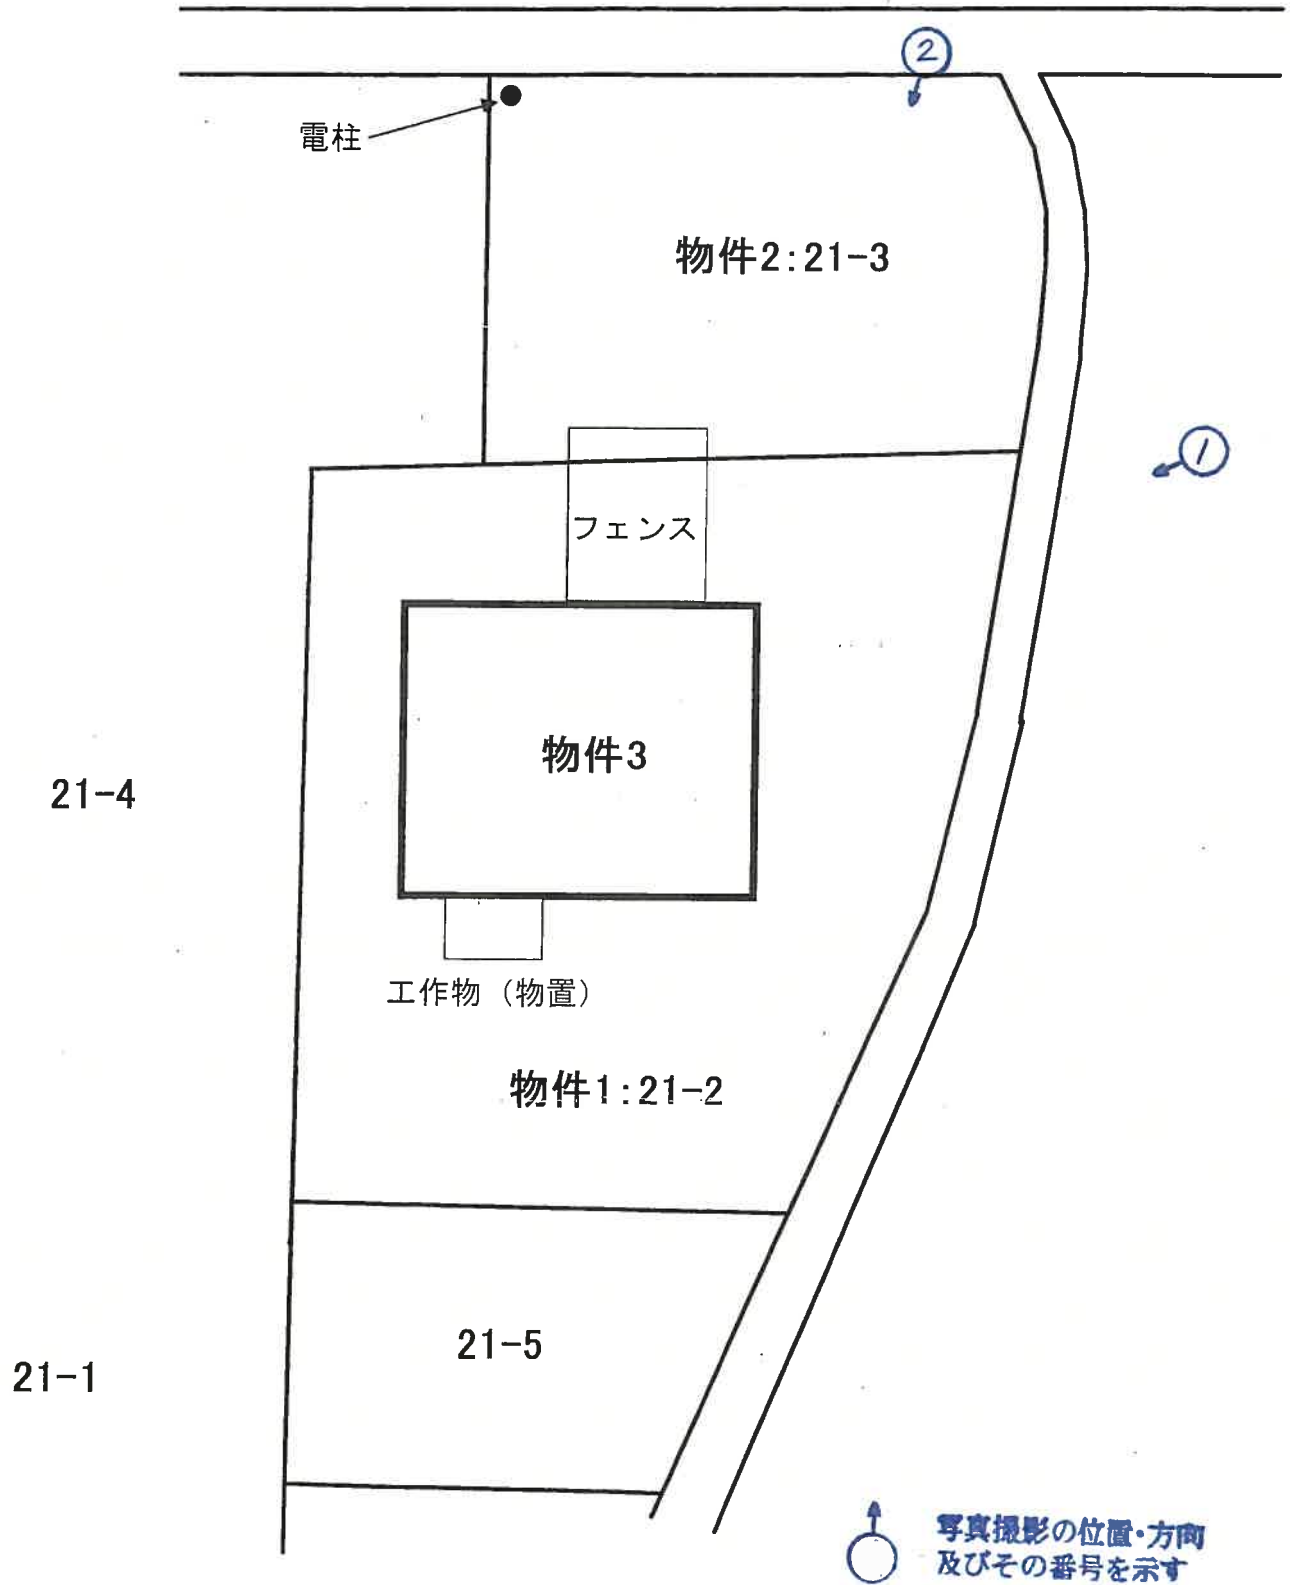 ②
電柱
物件2:21-3
①
フェンス
物件3
21-4
工作物（物置）
物件1:21-2
21-5
21-1
写真撮影の位置・方向
及びその番号を示す